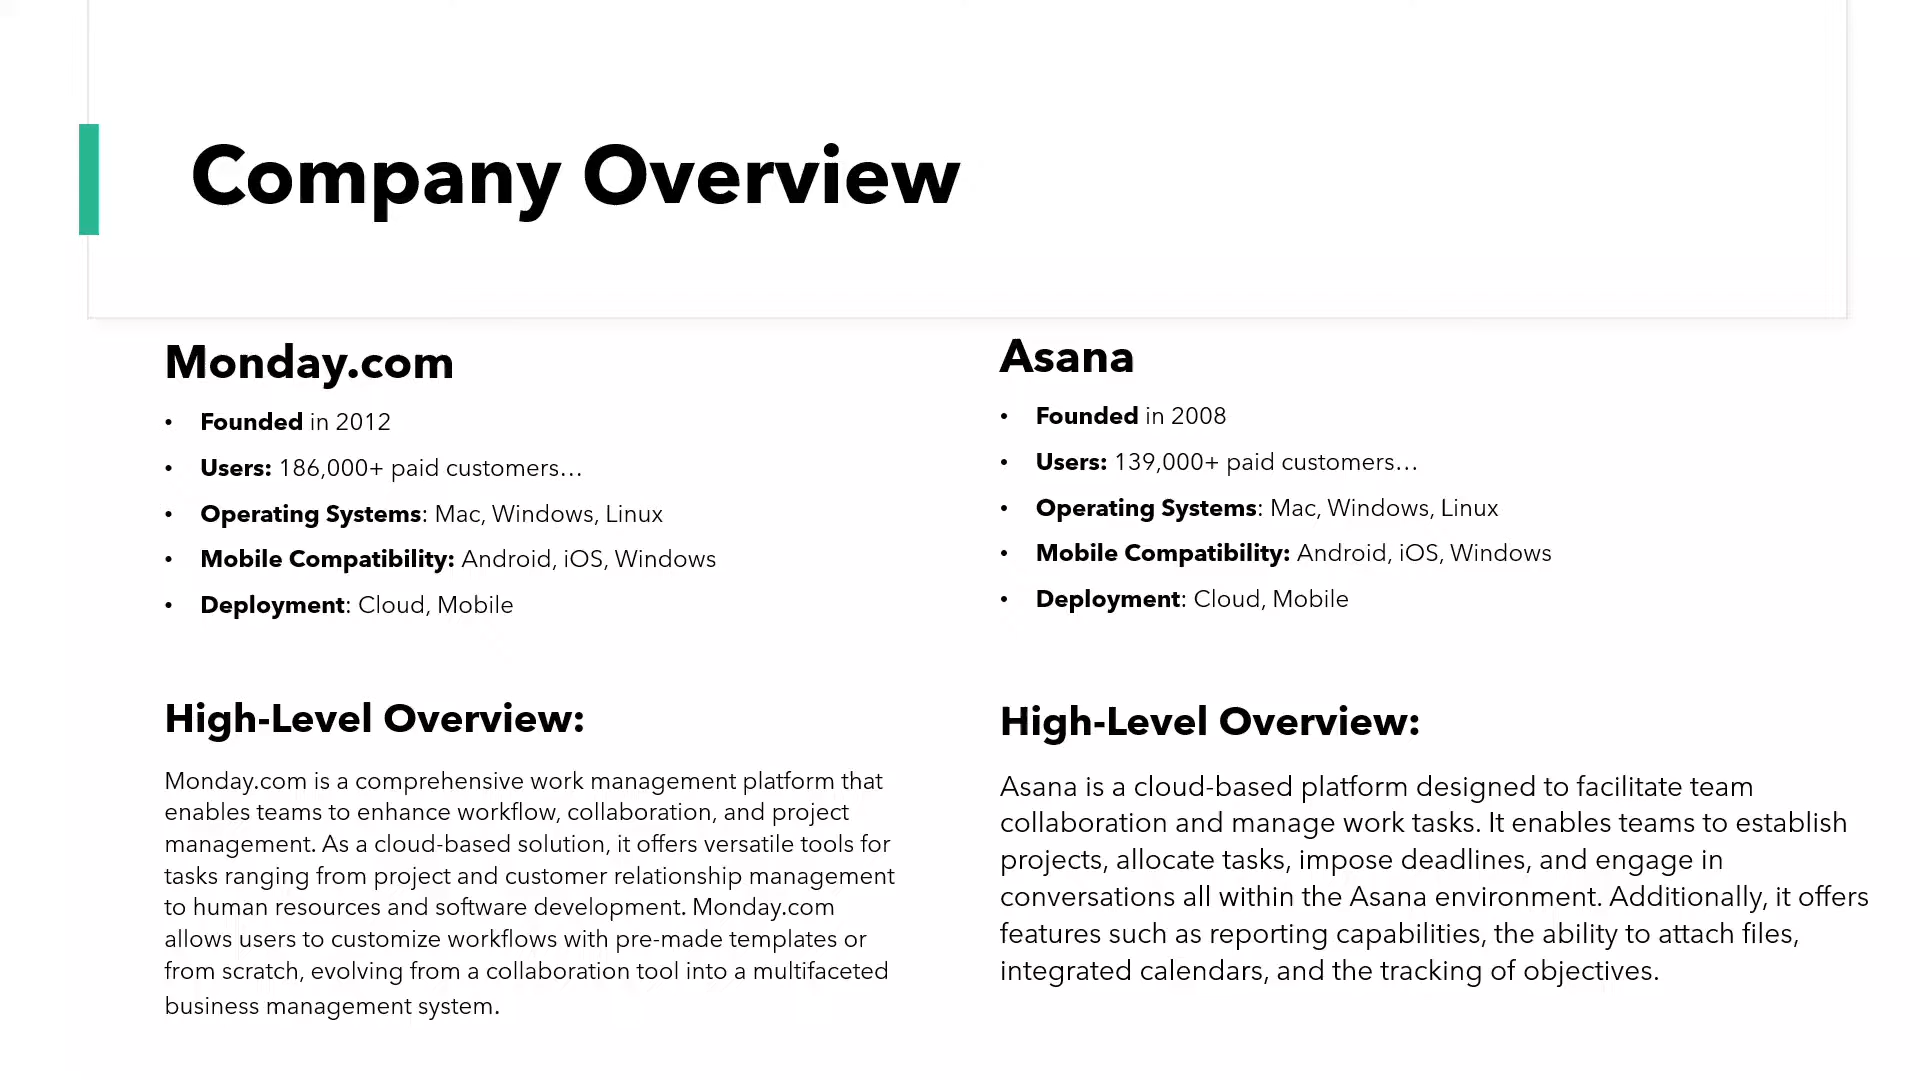 Company Overview
Monday.com
• Founded in 2012
• Users: 186,000+ paid customers…
• Operating Systems: Mac, Windows, Linux
• Mobile Compatibility: Android, iOS, Windows
• Deployment: Cloud, Mobile
High-Level Overview:
Monday.com is a comprehensive work management platform that
enables teams to enhance workflow, collaboration, and project
management. As a cloud-based solution, it offers versatile tools for
tasks ranging from project and customer relationship management
to human resources and software development. Monday.com
allows users to customize workflows with pre-made templates or
from scratch, evolving from a collaboration tool into a multifaceted
business management system.
Asana
• Founded in 2008
• Users: 139,000+ paid customers…
• Operating Systems: Mac, Windows, Linux
• Mobile Compatibility: Android, iOS, Windows
• Deployment: Cloud, Mobile
High-Level Overview:
Asana is a cloud-based platform designed to facilitate team
collaboration and manage work tasks. It enables teams to establish
projects, allocate tasks, impose deadlines, and engage in
conversations all within the Asana environment. Additionally, it offers
features such as reporting capabilities, the ability to attach files,
integrated calendars, and the tracking of objectives.